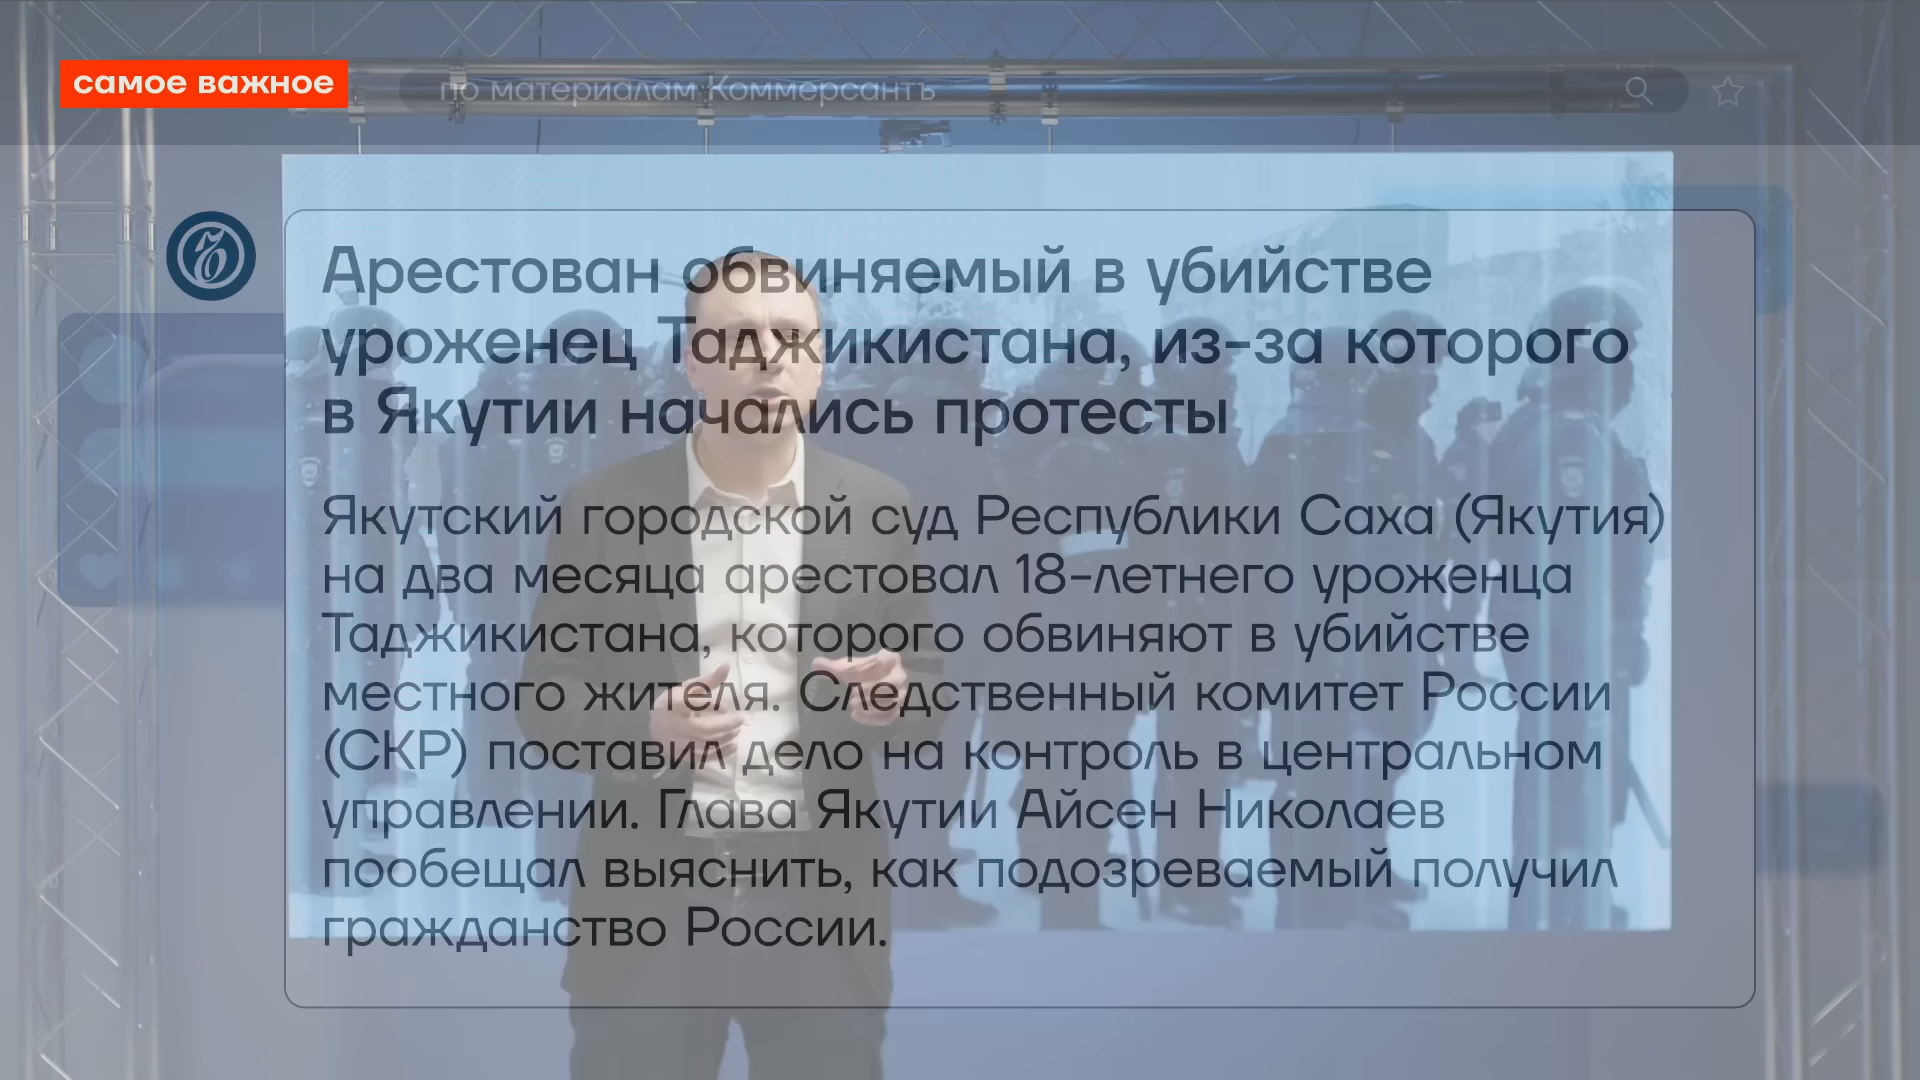 самое важное
по материалам Коммерсантъ
Арестован обвиняемый в убийстве
уроженец Таджикистана, из-за которого
в Якутии начались протесты
Якутский городской суд Республики Саха (Якутия)
на два месяца арестовал 18-летнего уроженца
Таджикистана, которого обвиняют в убийстве
местного жителя. Следственный комитет России
(СКР) поставил дело на контроль в центральном
управлении. Глава Якутии Айсен Николаев
пообещал выяснить, как подозреваемый получил
гражданство России.